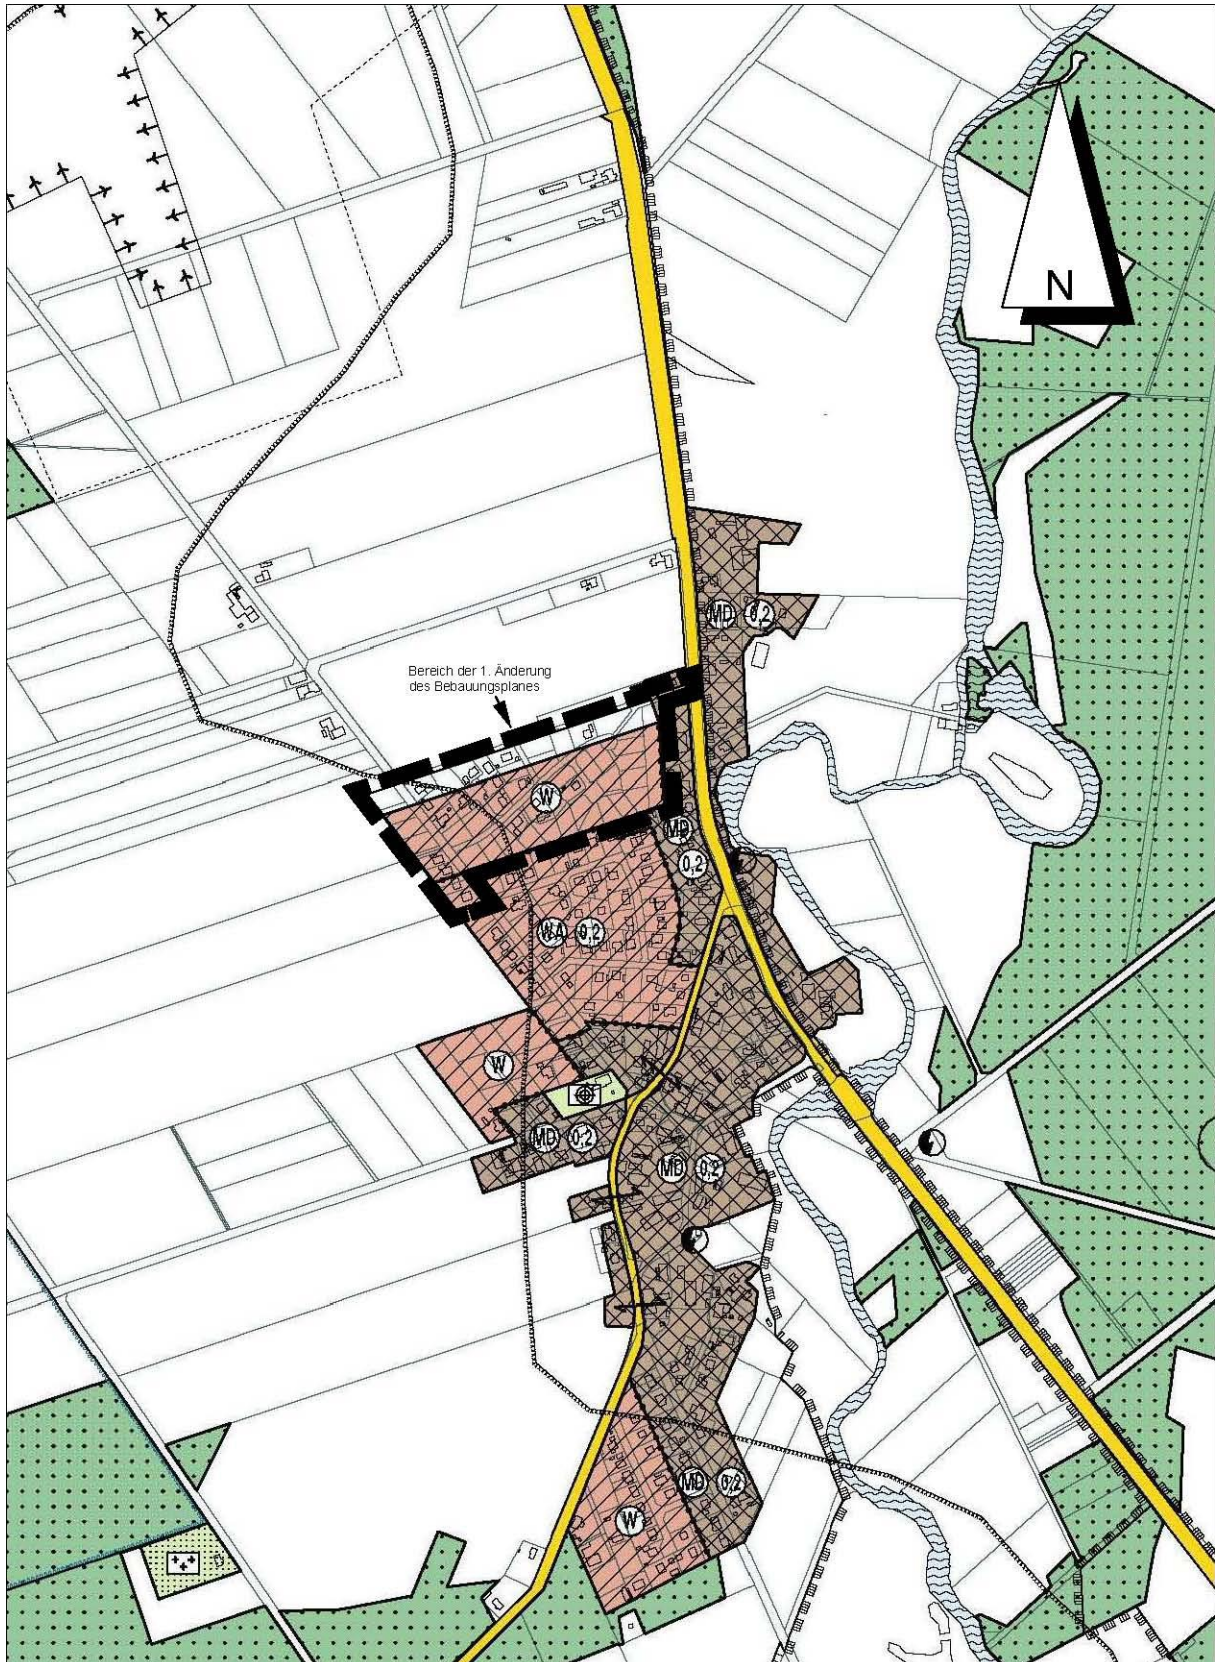 N
MD 0,2
Bereich der 1. Änderung
des Bebauungsplanes
W
MD
0,2
WA 0,2
W
MD 0,2
MD 0,2
MD 0,2
W